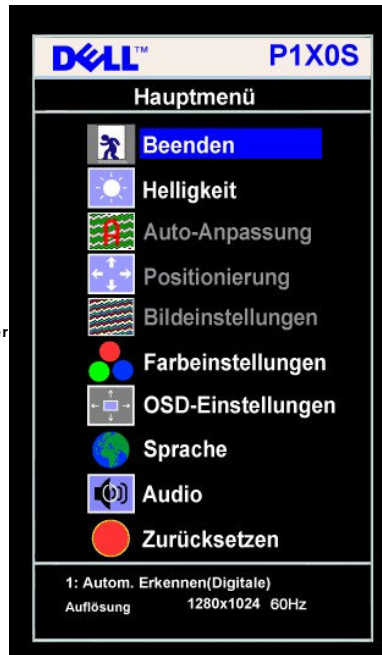 DELL™ P1X0S
Hauptmenü
Beenden
Helligkeit
Auto-Anpassung
Positionierung
Bildeinstellungen
er
Farbeinstellungen
OSD-Einstellungen
Sprache
Audio
Zurücksetzen
1: Autom. Erkennen(Digitale)
Auflösung 1280x1024 60Hz